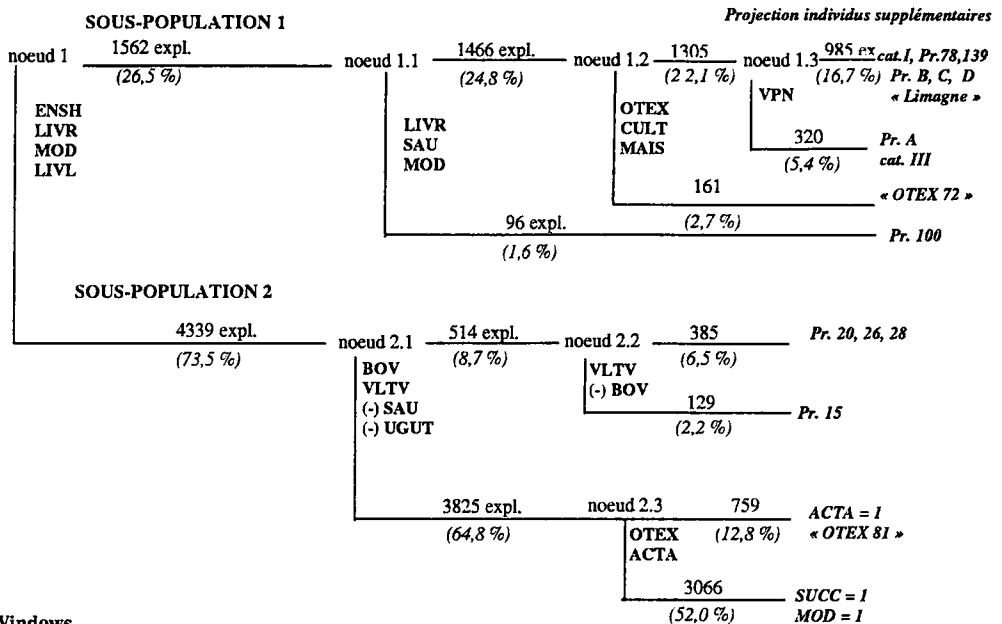 SOUS-POPULATION 1
Projection individus supplémentaires
noeud 1
1562 expl.
(26,5 %)
noeud 1.1
1466 expl.
(24,8 %)
noeud 1.2
1305
(22,1 %)
noeud 1.3
985 ex
(16,7 %)
cat.I, Pr.78,139
Pr. B, C, D
« Limagne »
ENSH
LIVR
MOD
LIVL
LIVR
SAU
MOD
OTEX
CULT
MAIS
VPN
320
(5,4 %)
Pr. A
cat. III
161
(2,7 %)
« OTEX 72 »
96 expl.
(1,6 %)
Pr. 100
SOUS-POPULATION 2
4339 expl.
(73,5 %)
noeud 2.1
514 expl.
(8,7 %)
noeud 2.2
385
(6,5 %)
Pr. 20, 26, 28
BOV
VLTV
(-) SAU
(-) UGUT
VLTV
(-) BOV
129
(2,2 %)
Pr. 15
3825 expl.
(64,8 %)
noeud 2.3
759
(12,8 %)
ACTA = 1
« OTEX 81 »
OTEX
ACTA
3066
(52,0 %)
SUCC = 1
MOD = 1